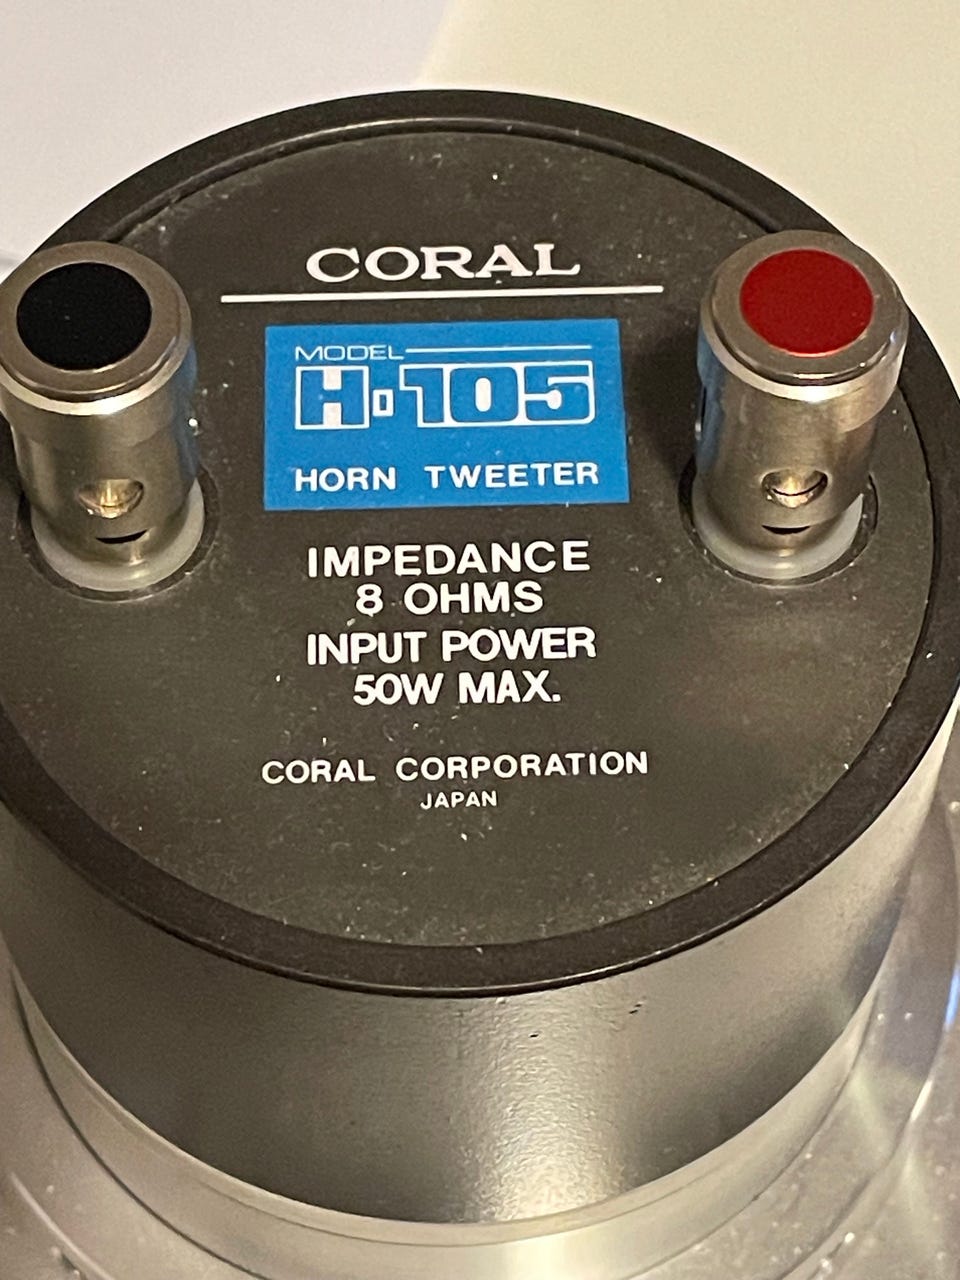 CORAL
MODEL
H-105
HORN TWEETER
IMPEDANCE
8 OHMS
INPUT POWER
50W MAX.
CORAL CORPORATION
JAPAN